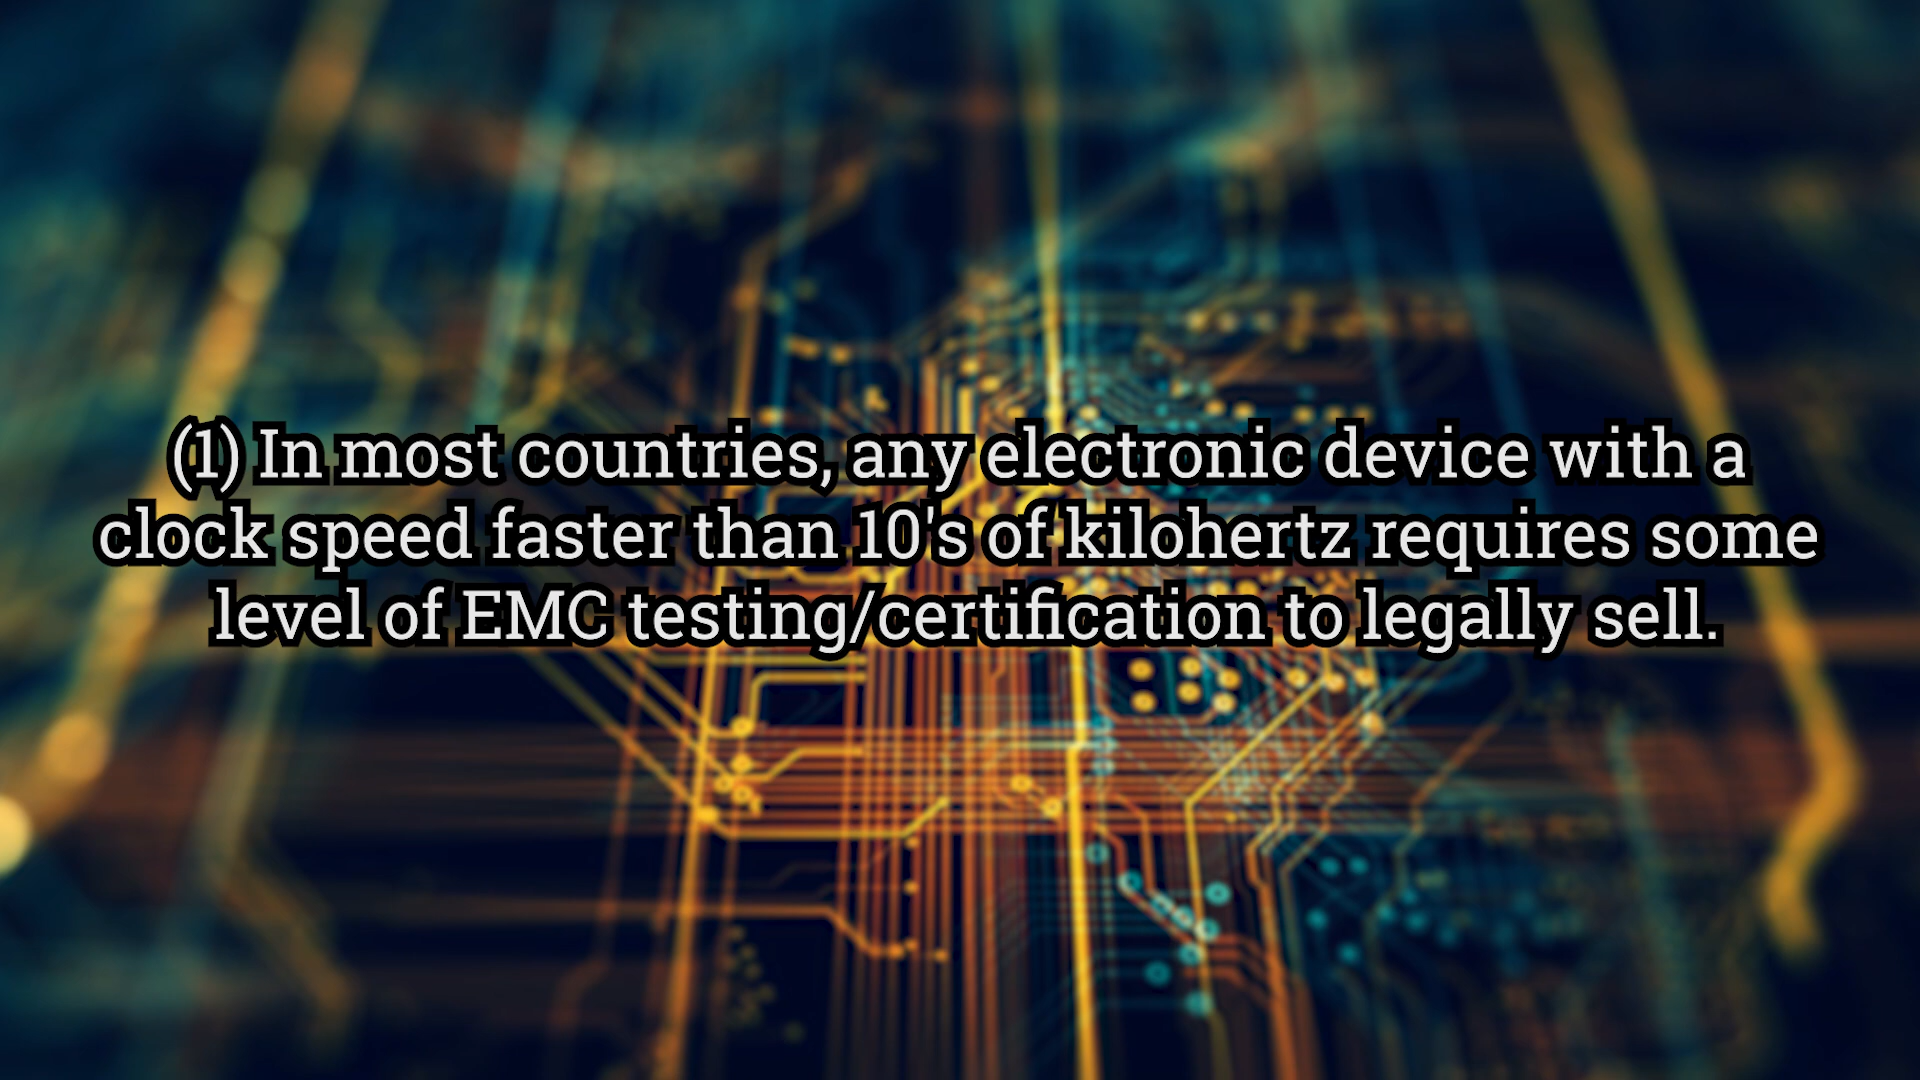 (1) In most countries, any electronic device with a
clock speed faster than 10's of kilohertz requires some
level of EMC testing/certification to legally sell.